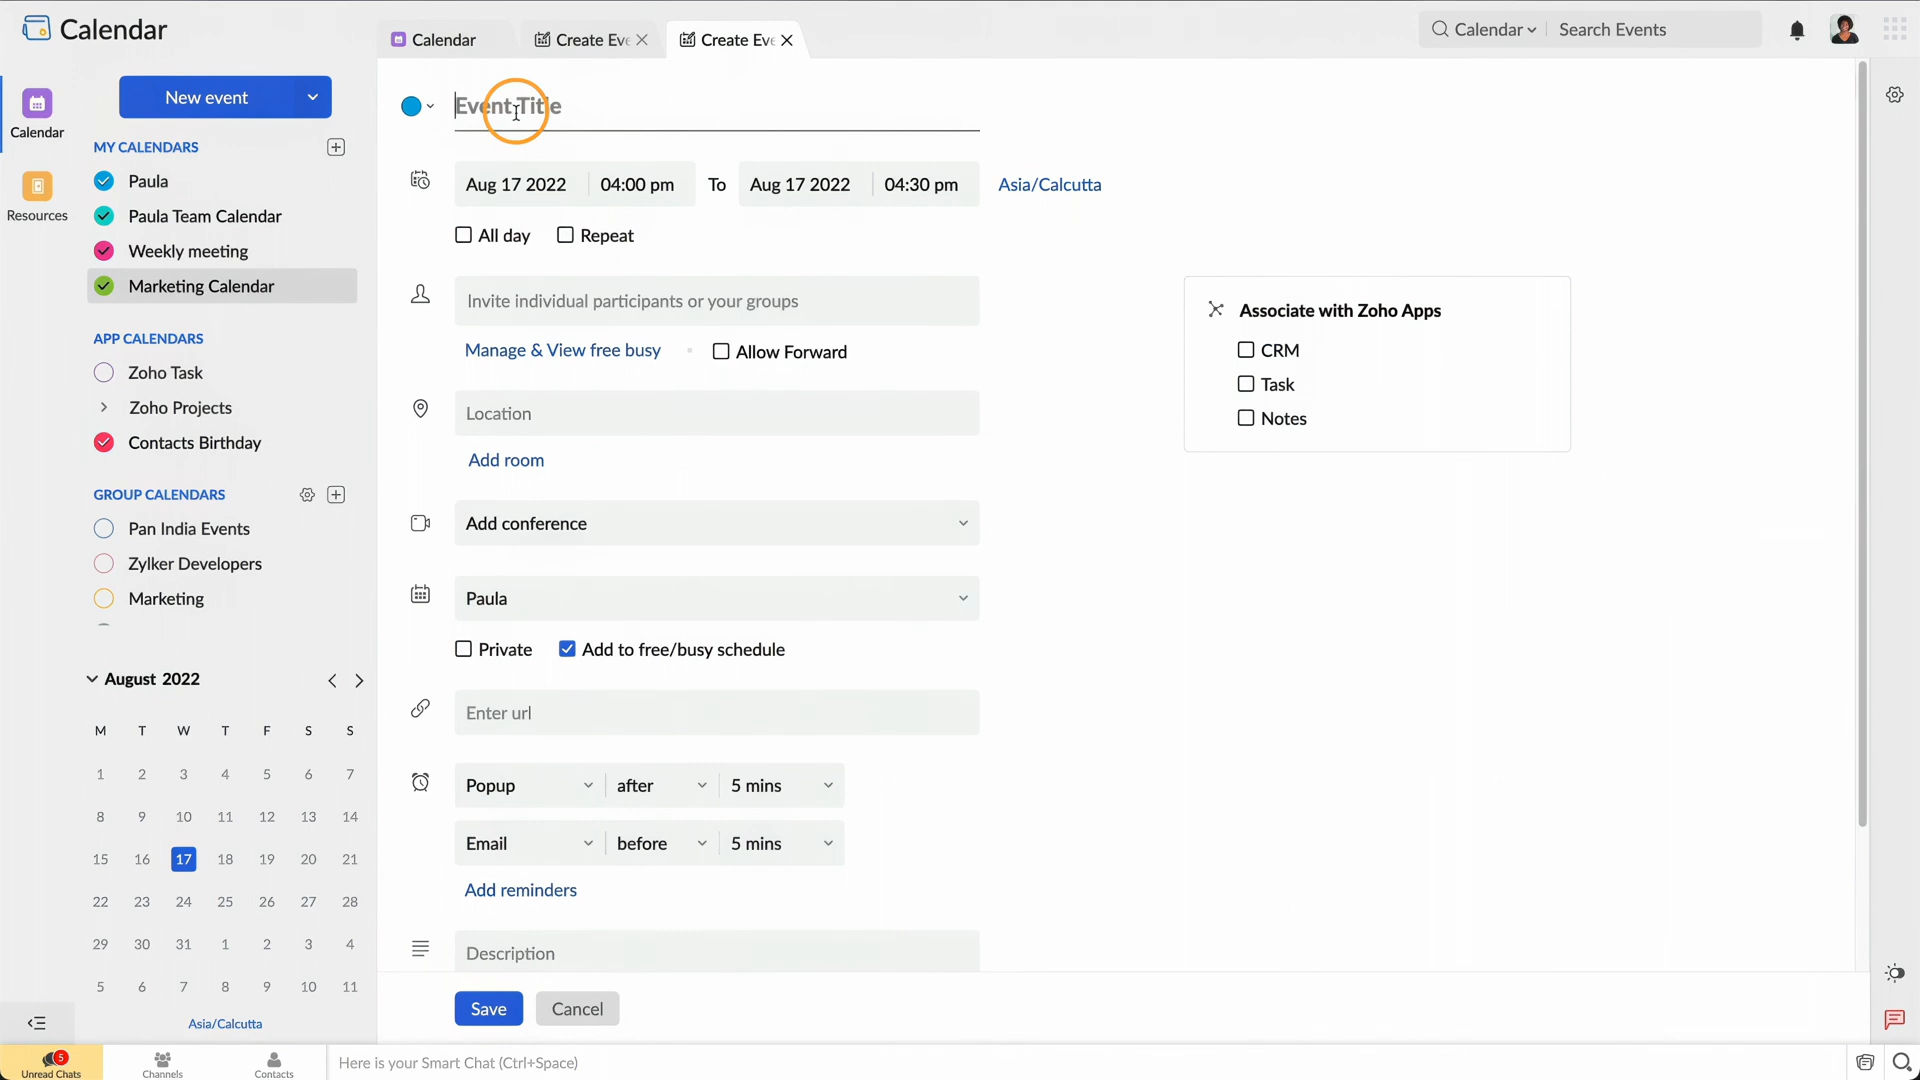 Calendar
Calendar
Create Eve
Create Eve
Calendar
Search Events
New event
Calendar
Resources
MY CALENDARS
Paula
Paula Team Calendar
Weekly meeting
Marketing Calendar
APP CALENDARS
Zoho Task
Zoho Projects
Contacts Birthday
GROUP CALENDARS
Pan India Events
Zylker Developers
Marketing
August 2022
M T W T F S S
1 2 3 4 5 6 7
8 9 10 11 12 13 14
15 16 17 18 19 20 21
22 23 24 25 26 27 28
29 30 31 1 2 3 4
5 6 7 8 9 10 11
Asia/Calcutta
Event Title
Aug 17 2022 04:00 pm To Aug 17 2022 04:30 pm Asia/Calcutta
All day Repeat
Invite individual participants or your groups
Manage & View free busy Allow Forward
Location
Add room
Add conference
Paula
Private Add to free/busy schedule
Enter url
Popup after 5 mins
Email before 5 mins
Add reminders
Description
Save Cancel
Associate with Zoho Apps
CRM
Task
Notes
5
Unread Chats
Channels
Contacts
Here is your Smart Chat (Ctrl+Space)